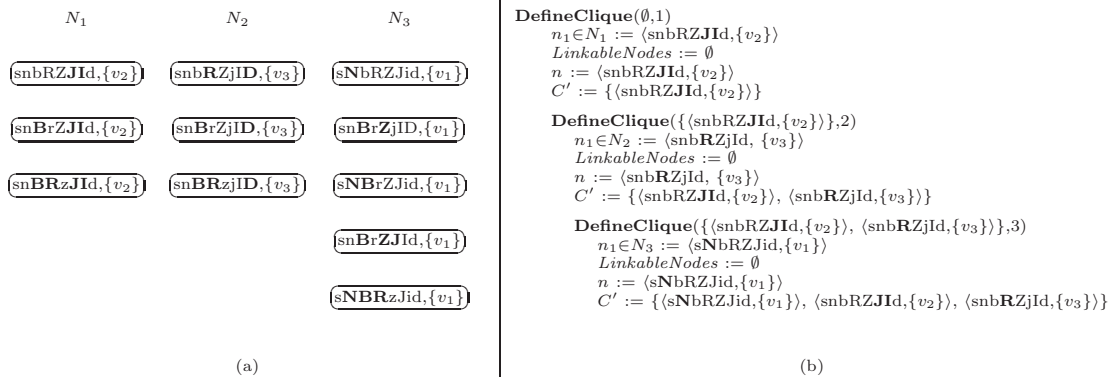 N1 N2 N3
⟨snbRZJId,{v2}⟩ ⟨snbRZjID,{v3}⟩ ⟨sNbRZJid,{v1}⟩
⟨snBrZJId,{v2}⟩ ⟨snBrZjID,{v3}⟩ ⟨snBrZjID,{v1}⟩
⟨snBRzJId,{v2}⟩ ⟨snBRzjID,{v3}⟩ ⟨sNBrZJid,{v1}⟩
⟨snBrZJId,{v1}⟩
⟨sNBRzJid,{v1}⟩
(a)
DefineClique(∅,1)
n1∈N1 := ⟨snbRZJId,{v2}⟩
LinkableNodes := ∅
n := ⟨snbRZJId,{v2}⟩
C′ := {⟨snbRZJId,{v2}⟩}
DefineClique({⟨snbRZJId,{v2}⟩},2)
n1∈N2 := ⟨snbRZjId, {v3}⟩
LinkableNodes := ∅
n := ⟨snbRZjId, {v3}⟩
C′ := {⟨snbRZJId,{v2}⟩, ⟨snbRZjId,{v3}⟩}
DefineClique({⟨snbRZJId,{v2}⟩, ⟨snbRZjId,{v3}⟩},3)
n1∈N3 := ⟨sNbRZJid,{v1}⟩
LinkableNodes := ∅
n := ⟨sNbRZJid,{v1}⟩
C′ := {⟨sNbRZJid,{v1}⟩, ⟨snbRZJId,{v2}⟩, ⟨snbRZjId,{v3}⟩}
(b)